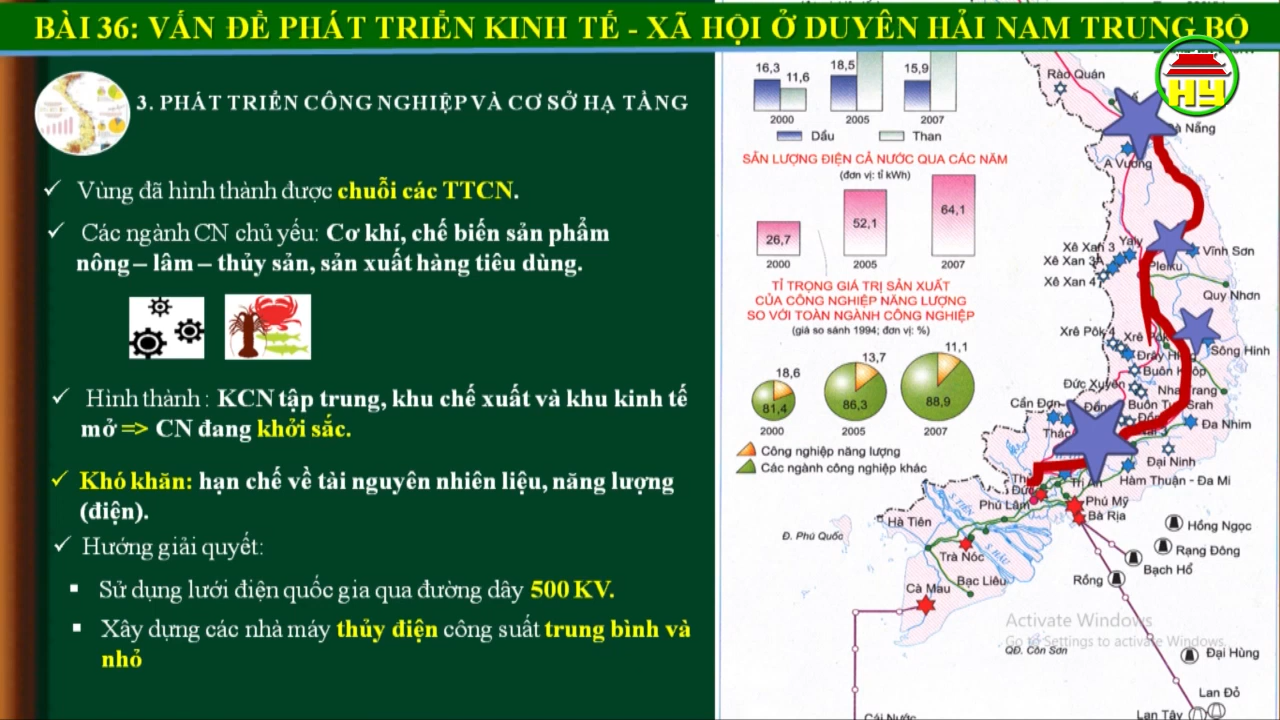 BÀI 36: VẤN ĐỀ PHÁT TRIỂN KINH TẾ - XÃ HỘI Ở DUYÊN HẢI NAM TRUNG BỘ
HY
3. PHÁT TRIỂN CÔNG NGHIỆP VÀ CƠ SỞ HẠ TẦNG
✓ Vùng đã hình thành được chuỗi các TTCN.
✓ Các ngành CN chủ yếu: Cơ khí, chế biến sản phẩm
nông – lâm – thủy sản, sản xuất hàng tiêu dùng.
✓ Hình thành : KCN tập trung, khu chế xuất và khu kinh tế
mở => CN đang khởi sắc.
✓ Khó khăn: hạn chế về tài nguyên nhiên liệu, năng lượng
(điện).
✓ Hướng giải quyết:
▪ Sử dụng lưới điện quốc gia qua đường dây 500 KV.
▪ Xây dựng các nhà máy thủy điện công suất trung bình và
nhỏ
16,3 11,6 18,5 15,9
2000 2005 2007
Dầu Than
SẢN LƯỢNG ĐIỆN CẢ NƯỚC QUA CÁC NĂM
(đơn vị: tỉ kWh)
26,7 52,1 64,1
2000 2005 2007
TỈ TRỌNG GIÁ TRỊ SẢN XUẤT
CỦA CÔNG NGHIỆP NĂNG LƯỢNG
SO VỚI TOÀN NGÀNH CÔNG NGHIỆP
(giá so sánh 1994; đơn vị: %)
18,6 13,7 11,1
81,4 86,3 88,9
2000 2005 2007
Công nghiệp năng lượng
Các ngành công nghiệp khác
Rào Quán
Đà Nẵng
A Vương
Xê Xan 3 Yaly
Xê Xan 3A
Pleiku
Vĩnh Sơn
Xê Xan 4
Quy Nhơn
Xrê Pôk 4
Sông Hinh
Buôn Kuôp
Đức Xuyên
Nha Trang
Cần Đơn
Đa Nhim
Đại Ninh
Trị An
Hàm Thuận - Đa Mi
Phú Lâm
Phú Mỹ
Bà Rịa
S. TIỀN
S. HẬU
Hà Tiên
Đ. Phú Quốc
Trà Nóc
Bạc Liêu
Cà Mau
Hồng Ngọc
Rạng Đông
Bạch Hổ
Rồng
Activate Windows
Go to Settings to activate Windows.
QĐ. Côn Sơn
Đại Hùng
Lan Đỏ
Lan Tây
Cái Nước